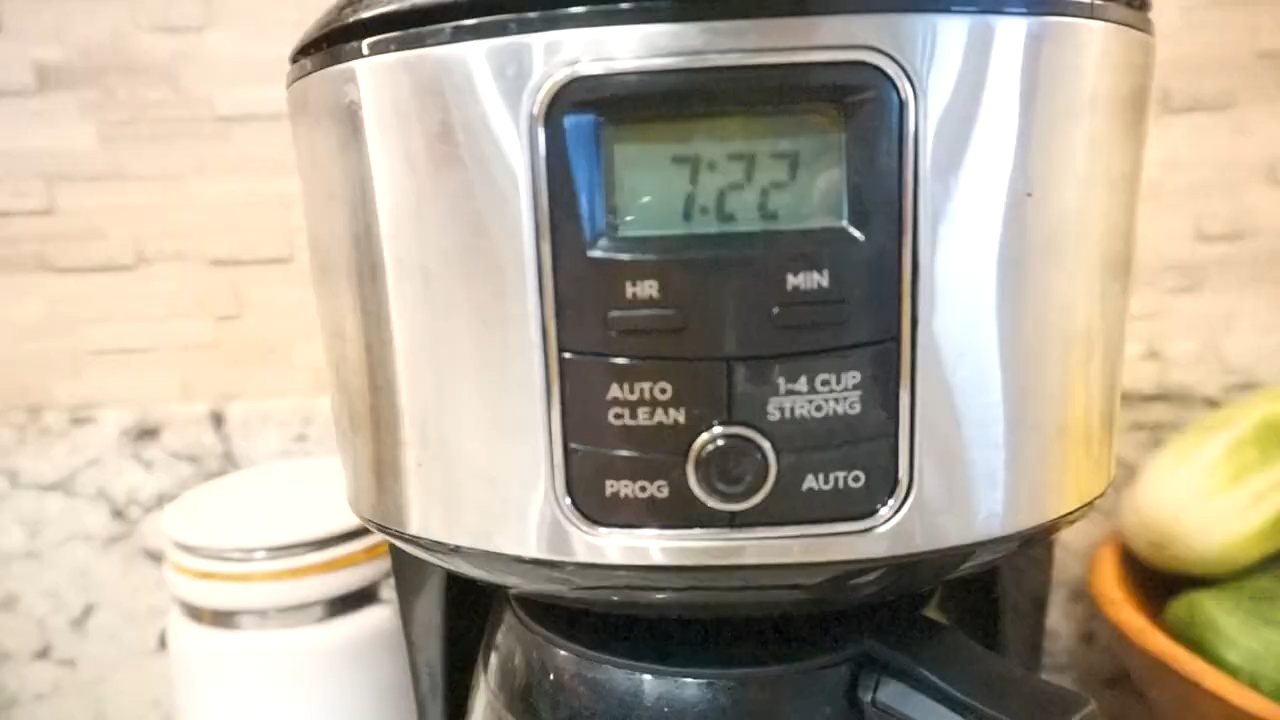 7:22
HR MIN
AUTO
CLEAN
1-4 CUP
STRONG
PROG AUTO